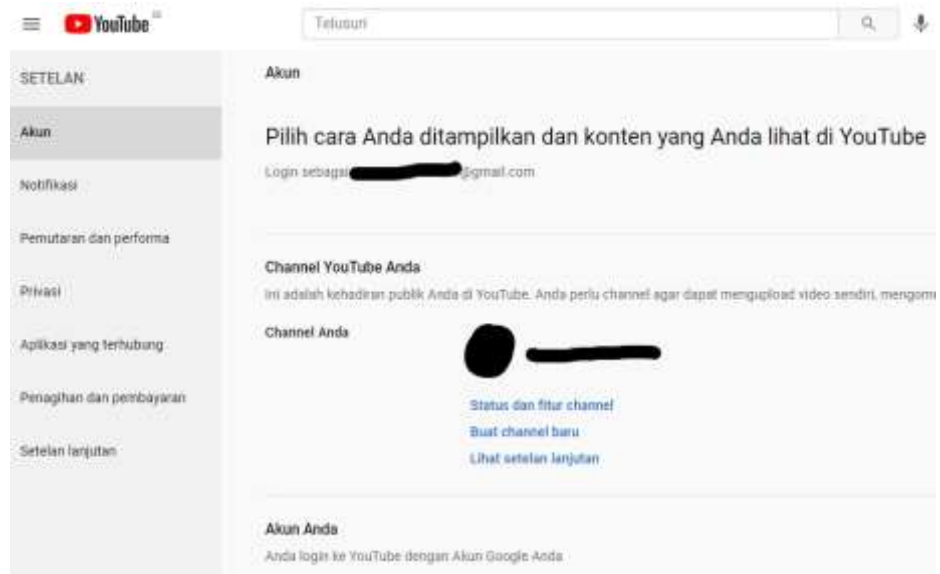 YouTube
Telusuri
SETELAN
Akun
Notifikasi
Pemutaran dan performa
Privasi
Aplikasi yang terhubung
Penagihan dan pembayaran
Setelan lanjutan
Akun
Pilih cara Anda ditampilkan dan konten yang Anda lihat di YouTube
Login sebagai @gmail.com
Channel YouTube Anda
Ini adalah kehadiran publik Anda di YouTube. Anda perlu channel agar dapat mengupload video sendiri, mengome
Channel Anda
Status dan fitur channel
Buat channel baru
Lihat setelan lanjutan
Akun Anda
Anda login ke YouTube dengan Akun Google Anda